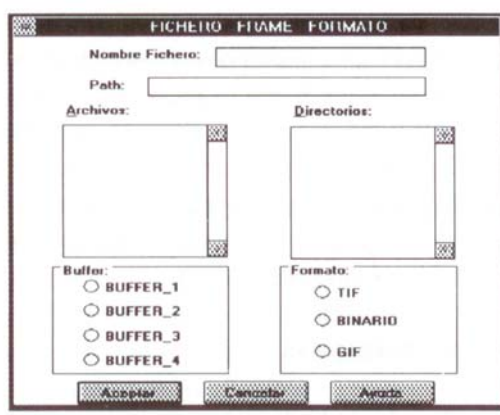 FICHERO FRAME FORMATO
Nombre Fichero:
Path:
Archivos:
Directorios:
Buffer:
BUFFER_1
BUFFER_2
BUFFER_3
BUFFER_4
Formato:
TIF
BINARIO
GIF
Aceptar
Cancelar
Ayuda